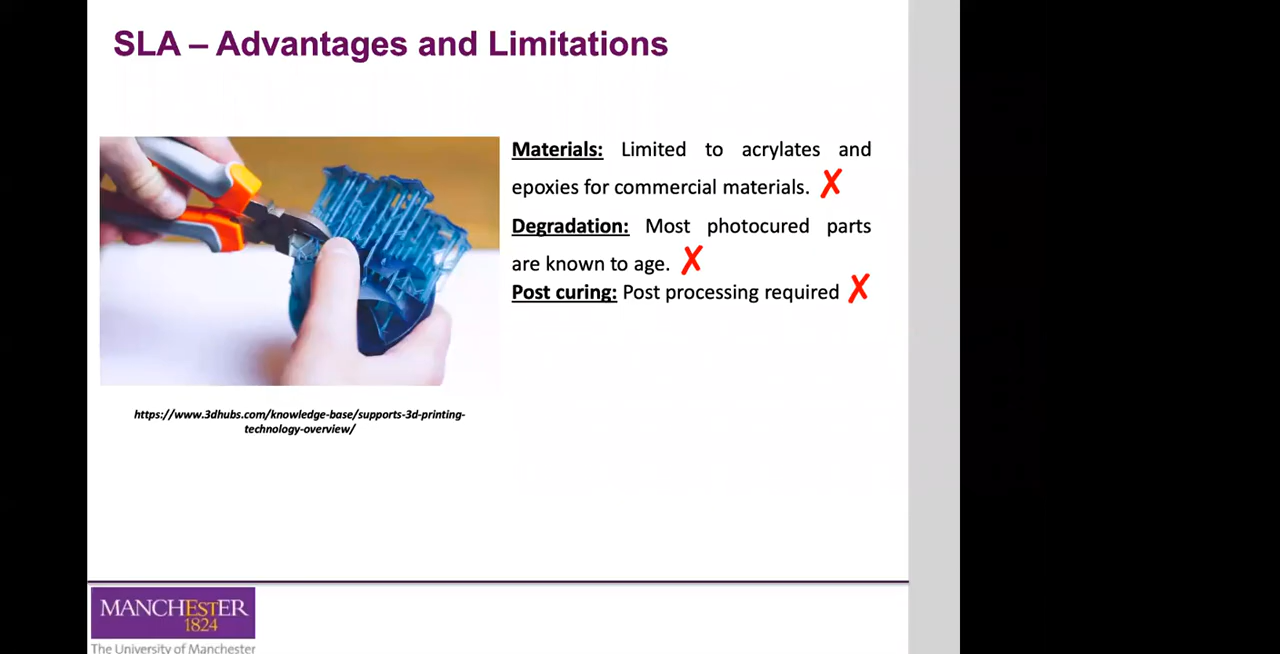 SLA – Advantages and Limitations
Materials: Limited to acrylates and
epoxies for commercial materials. ✗
Degradation: Most photocured parts
are known to age. ✗
Post curing: Post processing required ✗
https://www.3dhubs.com/knowledge-base/supports-3d-printing-
technology-overview/
MANCHESTER
1824
The University of Manchester